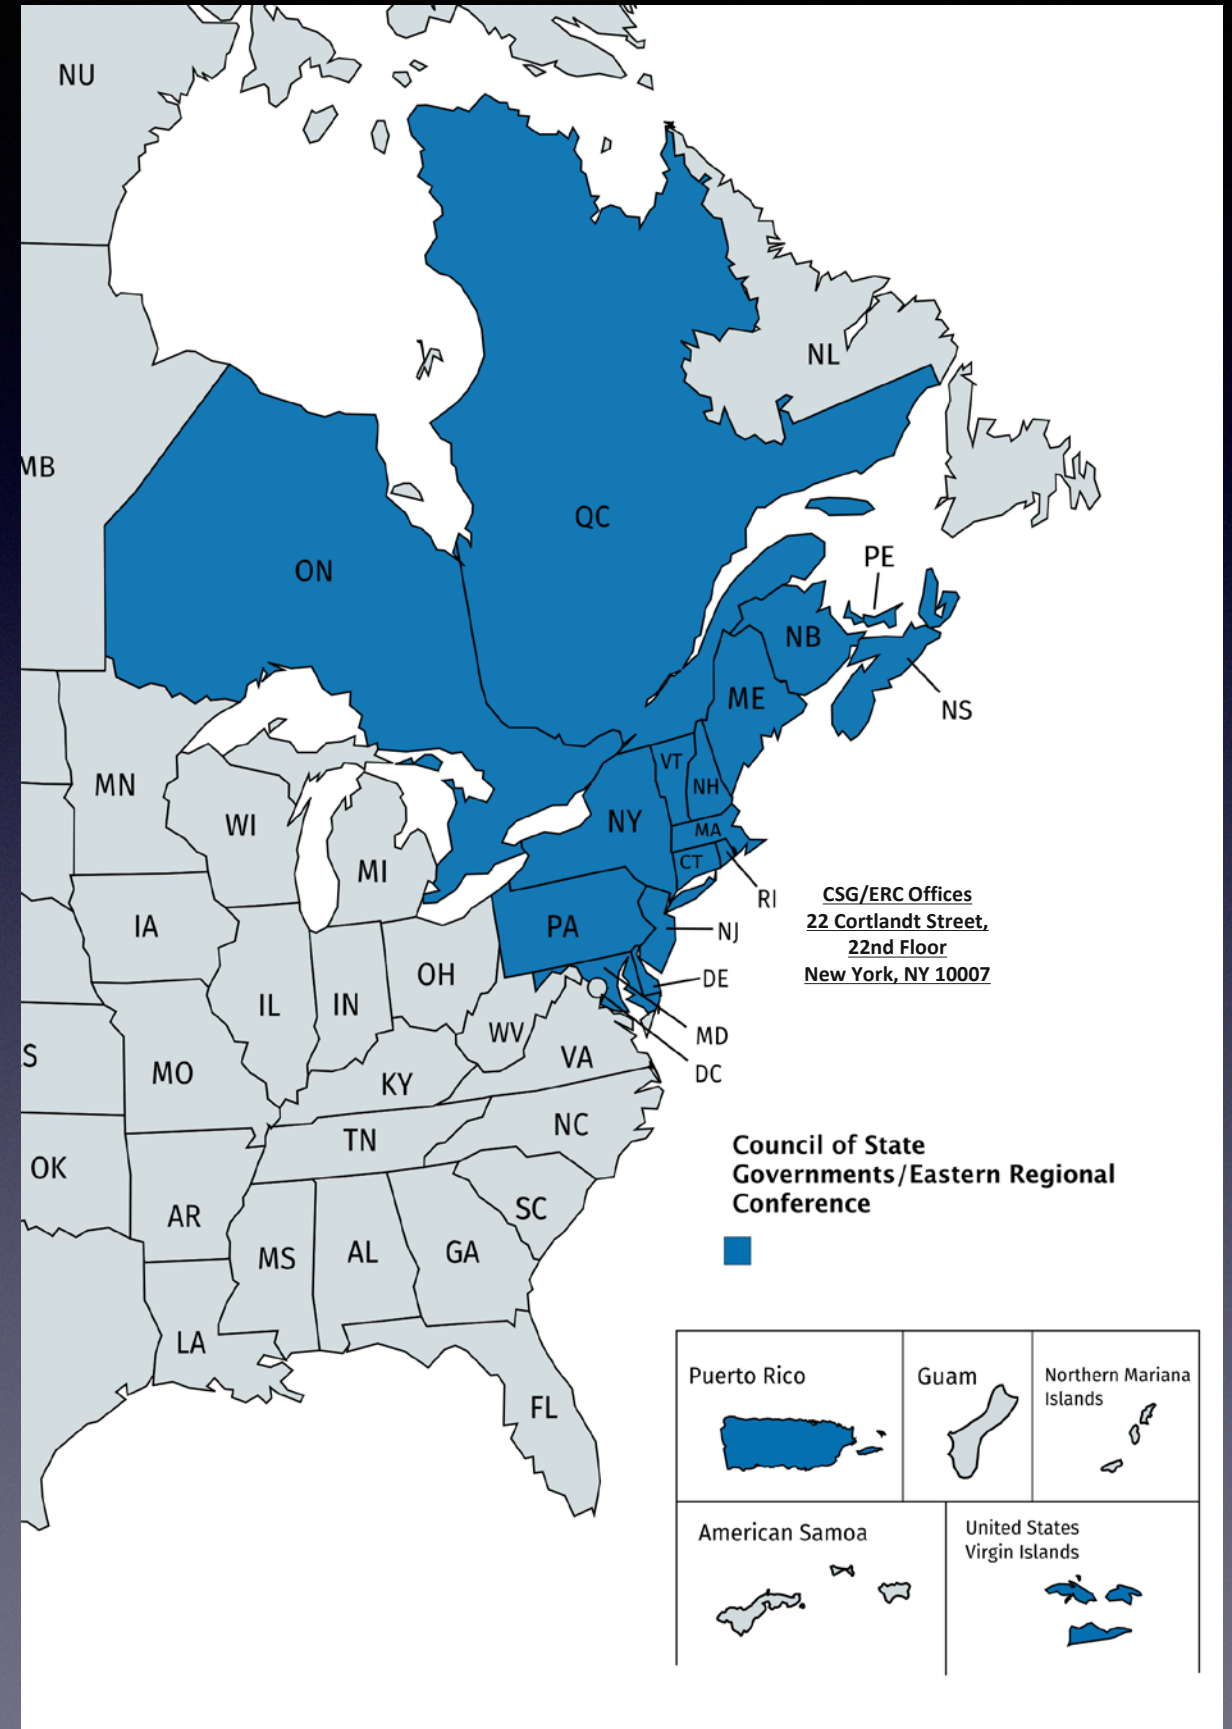 NU
NL
MB
QC
PE
ON
NB
ME
NS
VT
MN
NH
WI
NY
MA
MI
CT
RI
CSG/ERC Offices
22 Cortlandt Street,
22nd Floor
New York, NY 10007
IA
PA
NJ
OH
DE
IL
IN
WV
MD
S
VA
DC
MO
KY
NC
TN
OK
Council of State
Governments/Eastern Regional
Conference
AR
SC
MS
AL
GA
LA
FL
Puerto Rico
Guam
Northern Mariana
Islands
American Samoa
United States
Virgin Islands